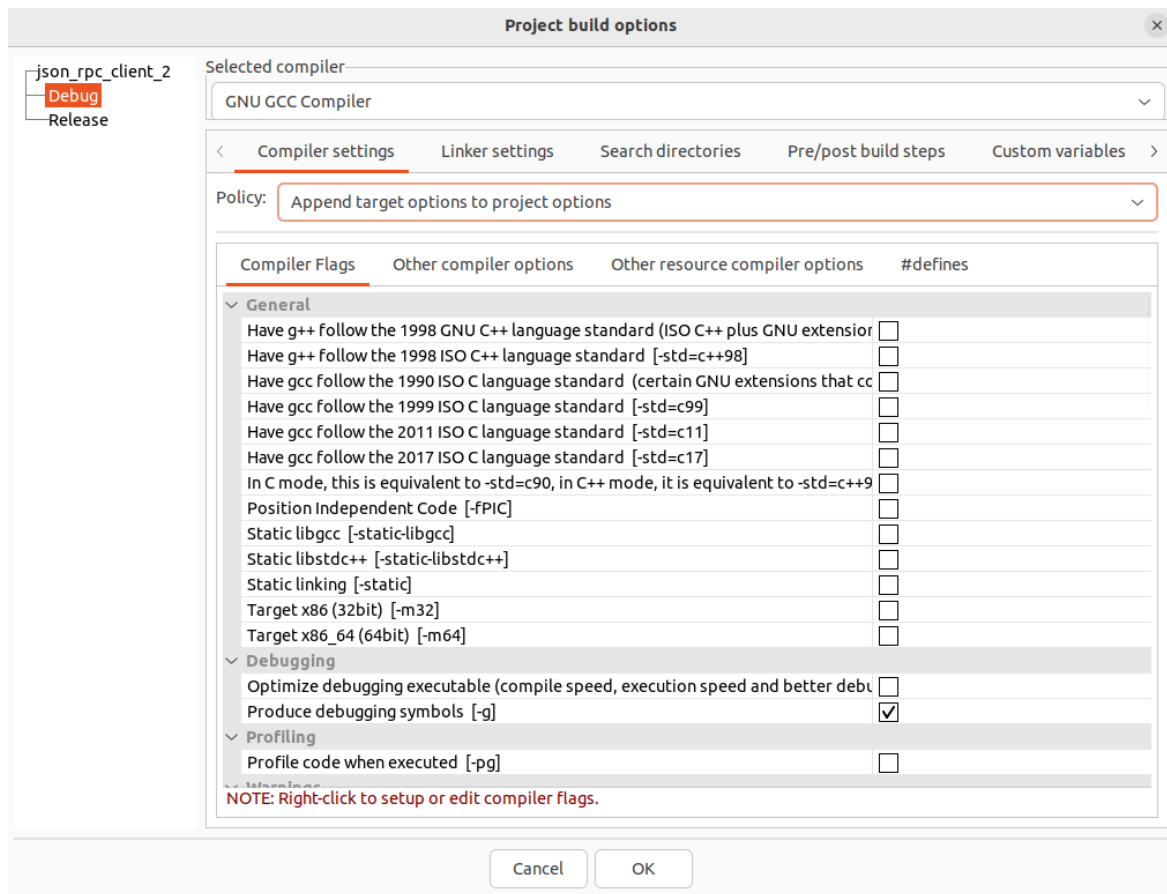 Project build options
json_rpc_client_2
Debug
Release
Selected compiler
GNU GCC Compiler
Compiler settings Linker settings Search directories Pre/post build steps Custom variables
Policy: Append target options to project options
Compiler Flags Other compiler options Other resource compiler options #defines
General
Have g++ follow the 1998 GNU C++ language standard (ISO C++ plus GNU extension
Have g++ follow the 1998 ISO C++ language standard [-std=c++98]
Have gcc follow the 1990 ISO C language standard (certain GNU extensions that co
Have gcc follow the 1999 ISO C language standard [-std=c99]
Have gcc follow the 2011 ISO C language standard [-std=c11]
Have gcc follow the 2017 ISO C language standard [-std=c17]
In C mode, this is equivalent to -std=c90, in C++ mode, it is equivalent to -std=c++9
Position Independent Code [-fPIC]
Static libgcc [-static-libgcc]
Static libstdc++ [-static-libstdc++]
Static linking [-static]
Target x86 (32bit) [-m32]
Target x86_64 (64bit) [-m64]
Debugging
Optimize debugging executable (compile speed, execution speed and better debu
Produce debugging symbols [-g]
Profiling
Profile code when executed [-pg]
Warnings
NOTE: Right-click to setup or edit compiler flags.
Cancel OK